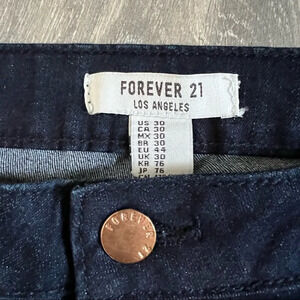 FOREVER 21
LOS ANGELES
US 30
CA 30
MX 30
BR 30
EU 44
UK 30
KR 76
JP 76
FOREVER 21